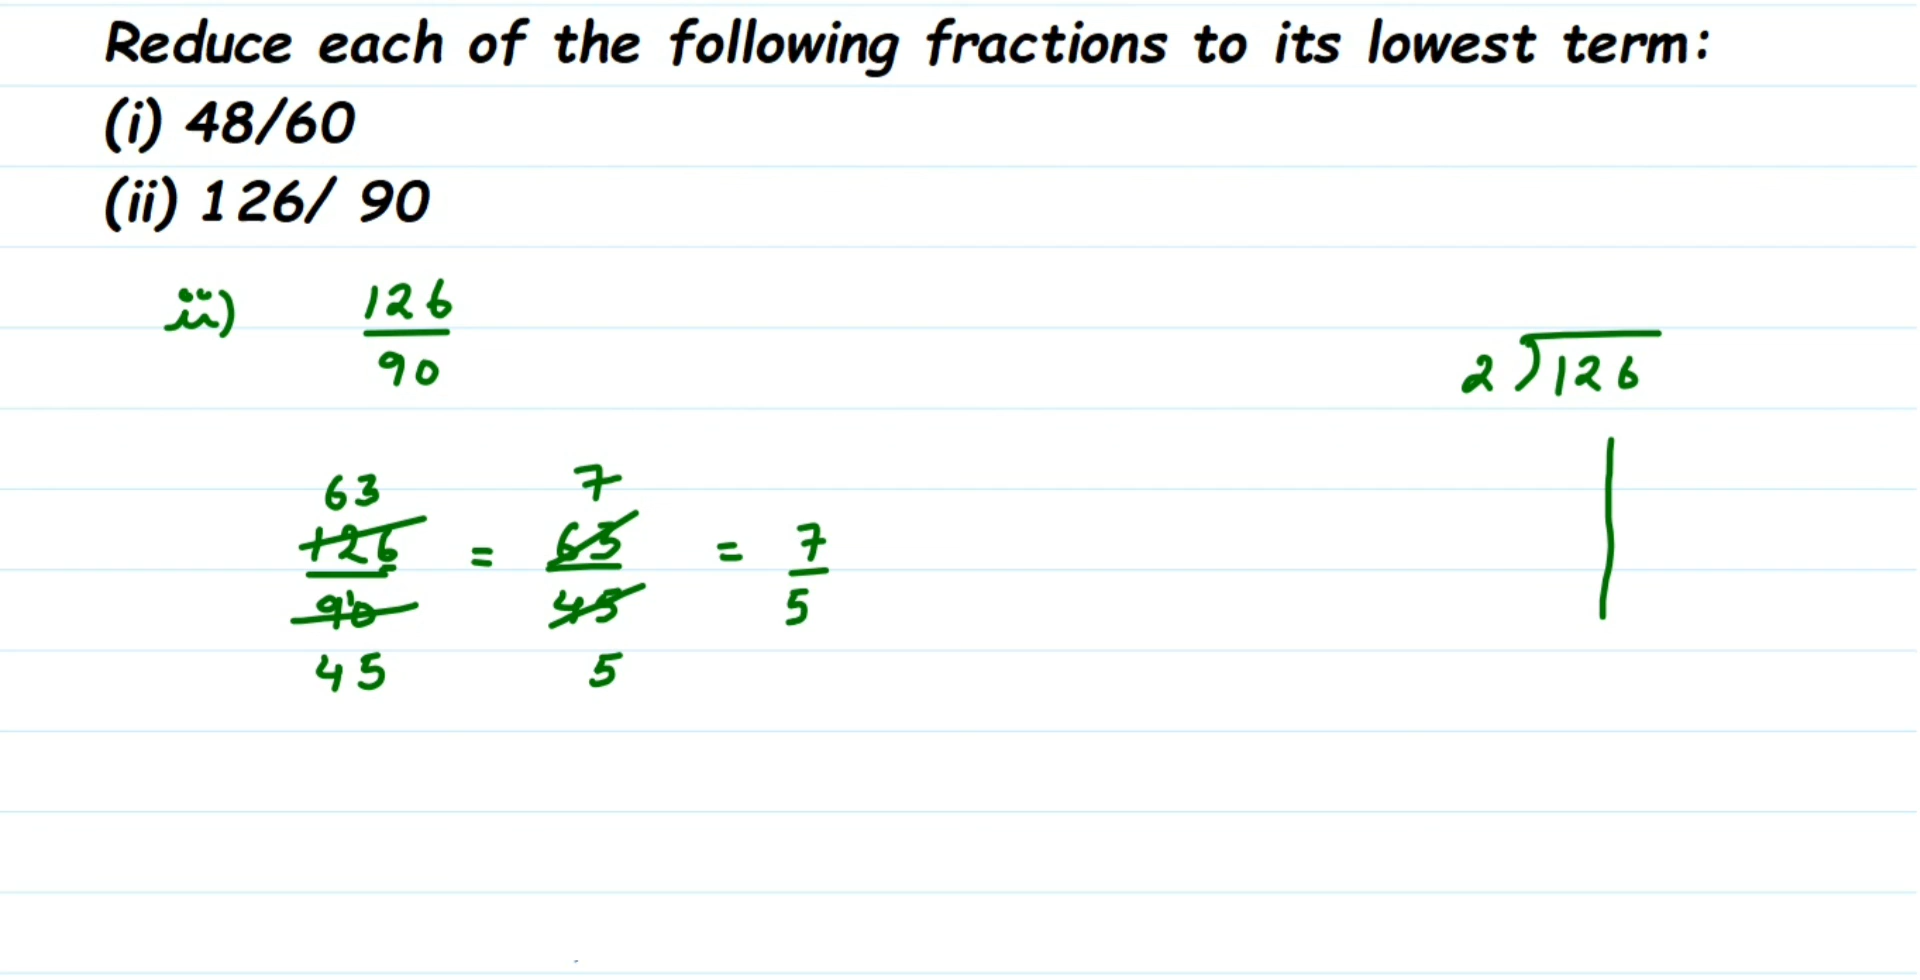 Reduce each of the following fractions to its lowest term:
(i) 48/60
(ii) 126/ 90
ii) 126
90
2 ) 126
63 7
126 = 63 = 7
90 45 5
45 5